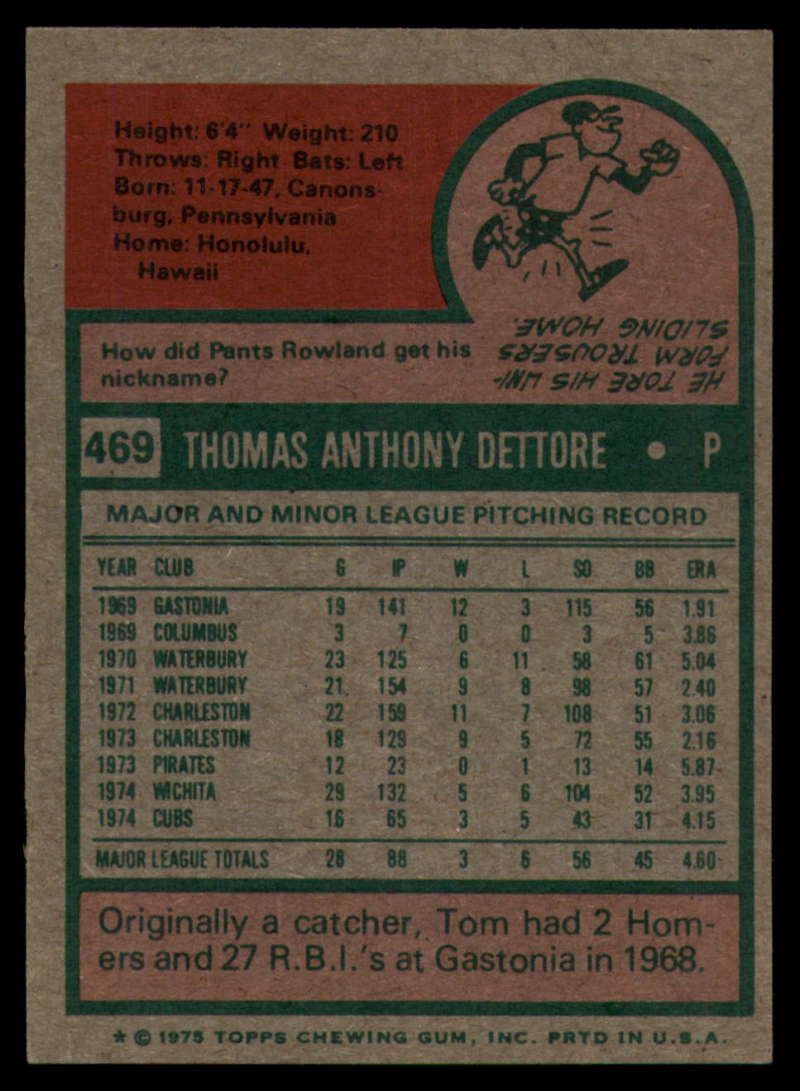 Height: 6'4" Weight: 210
Throws: Right Bats: Left
Born: 11-17-47, Canons-
burg, Pennsylvania
Home: Honolulu,
Hawaii
How did Pants Rowland get his
nickname?
HE TORE HIS UNI-
FORM TROUSERS
SLIDING HOME.
469 THOMAS ANTHONY DETTORE • P
MAJOR AND MINOR LEAGUE PITCHING RECORD
YEAR CLUB G IP W L SO BB ERA
1969 GASTONIA 19 141 12 3 115 56 1.91
1969 COLUMBUS 3 7 0 0 3 5 3.86
1970 WATERBURY 23 125 6 11 58 61 5.04
1971 WATERBURY 21 154 9 8 98 57 2.40
1972 CHARLESTON 22 159 11 7 108 51 3.06
1973 CHARLESTON 18 129 9 5 72 55 2.16
1973 PIRATES 12 23 0 1 13 14 5.87
1974 WICHITA 29 132 5 6 104 52 3.95
1974 CUBS 16 65 3 5 43 31 4.15
MAJOR LEAGUE TOTALS 28 88 3 6 56 45 4.60
Originally a catcher, Tom had 2 Hom-
ers and 27 R.B.I.'s at Gastonia in 1968.
* © 1975 TOPPS CHEWING GUM, INC. PRTD IN U.S.A.